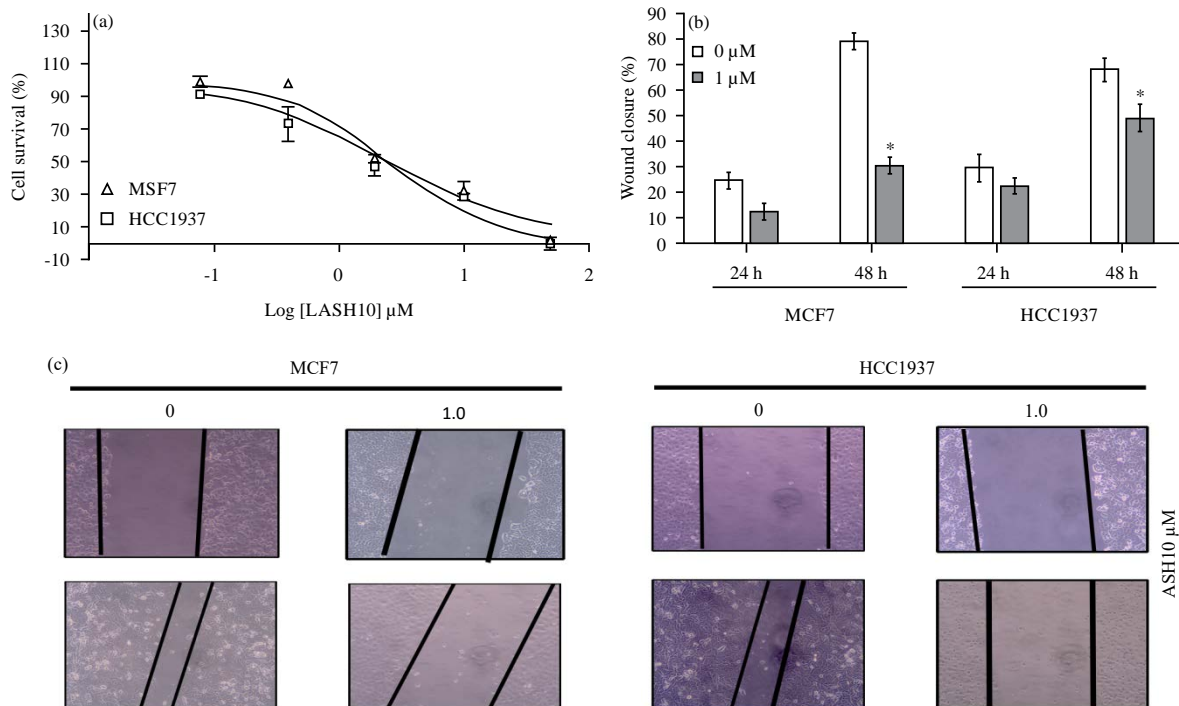 (a)
Cell survival (%)
130
110
90
70
50
30
10
-10
MSF7
HCC1937
-1
0
1
2
Log [LASH10] µM
(b)
Wound closure (%)
90
80
70
60
50
40
30
20
10
0
0 µM
1 µM
*
*
24 h
48 h
24 h
48 h
MCF7
HCC1937
(c)
MCF7
HCC1937
0
1.0
0
1.0
ASH10 µM